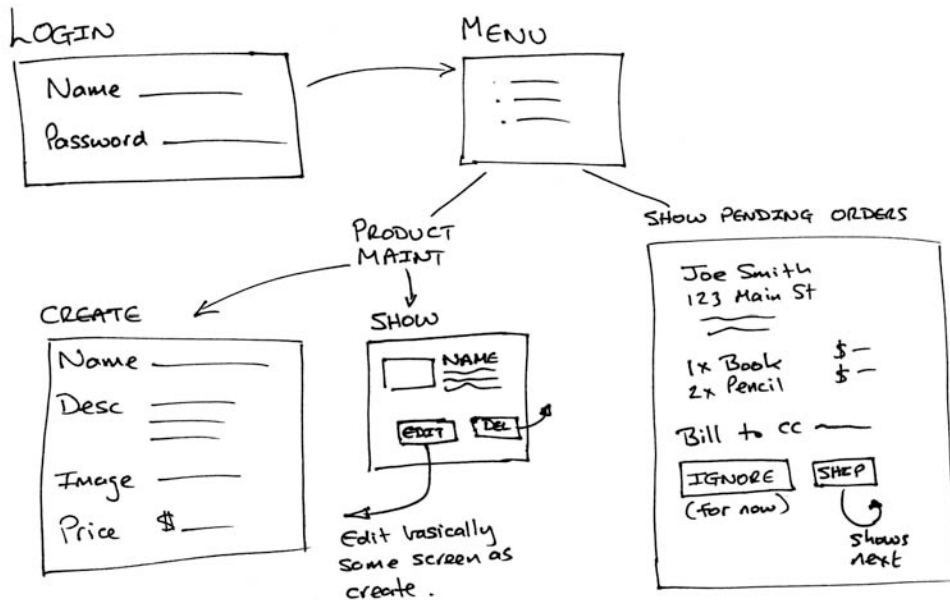 LOGIN
Name
Password
MENU
PRODUCT
MAINT
CREATE
Name
Desc
Image
Price $
SHOW
NAME
EDIT
DEL
Edit basically
some screen as
create.
SHOW PENDING ORDERS
Joe Smith
123 Main St
1x Book $
2x Pencil $
Bill to CC
IGNORE
SHIP
(for now)
shows
next